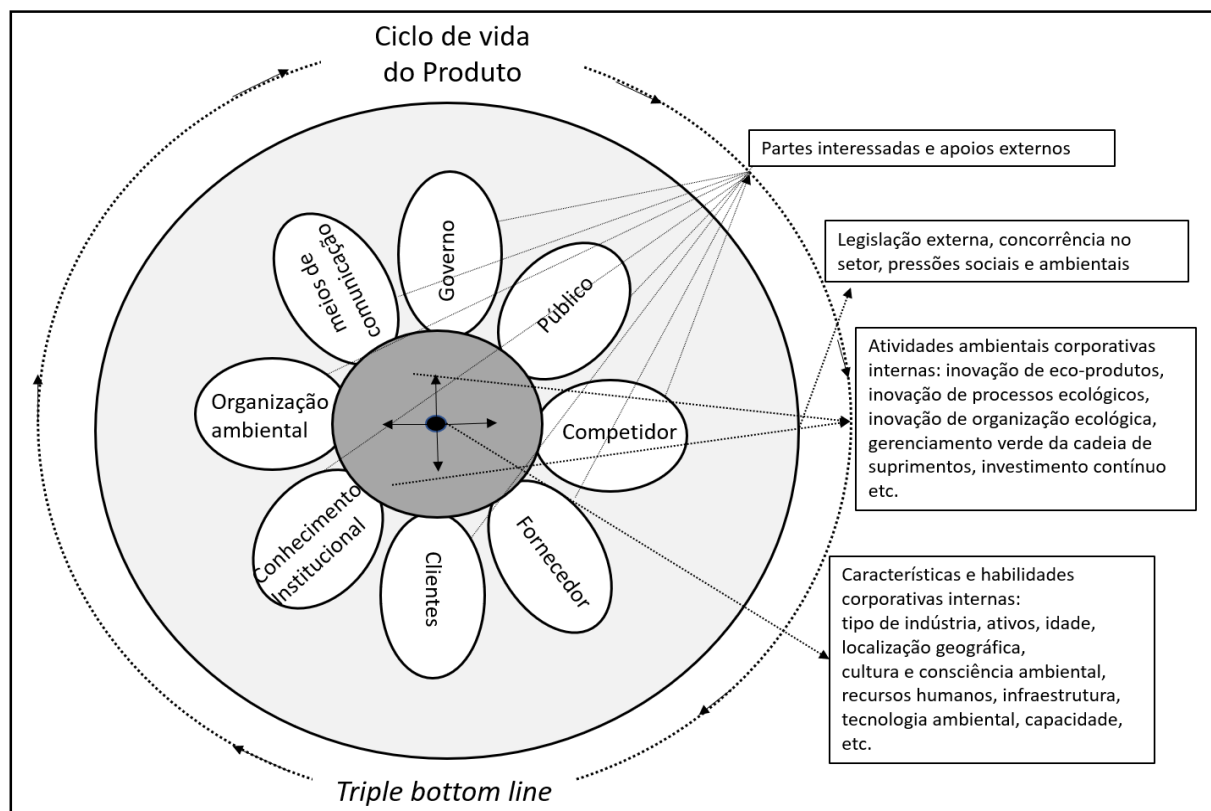 Ciclo de vida
do Produto
Partes interessadas e apoios externos
Governo
meios de
comunicação
Público
Legislação externa, concorrência no
setor, pressões sociais e ambientais
Organização
ambiental
Competidor
Atividades ambientais corporativas
internas: inovação de eco-produtos,
inovação de processos ecológicos,
inovação de organização ecológica,
gerenciamento verde da cadeia de
suprimentos, investimento contínuo
etc.
Conhecimento
Institucional
Clientes
Fornecedor
Características e habilidades
corporativas internas:
tipo de indústria, ativos, idade,
localização geográfica,
cultura e consciência ambiental,
recursos humanos, infraestrutura,
tecnologia ambiental, capacidade,
etc.
Triple bottom line